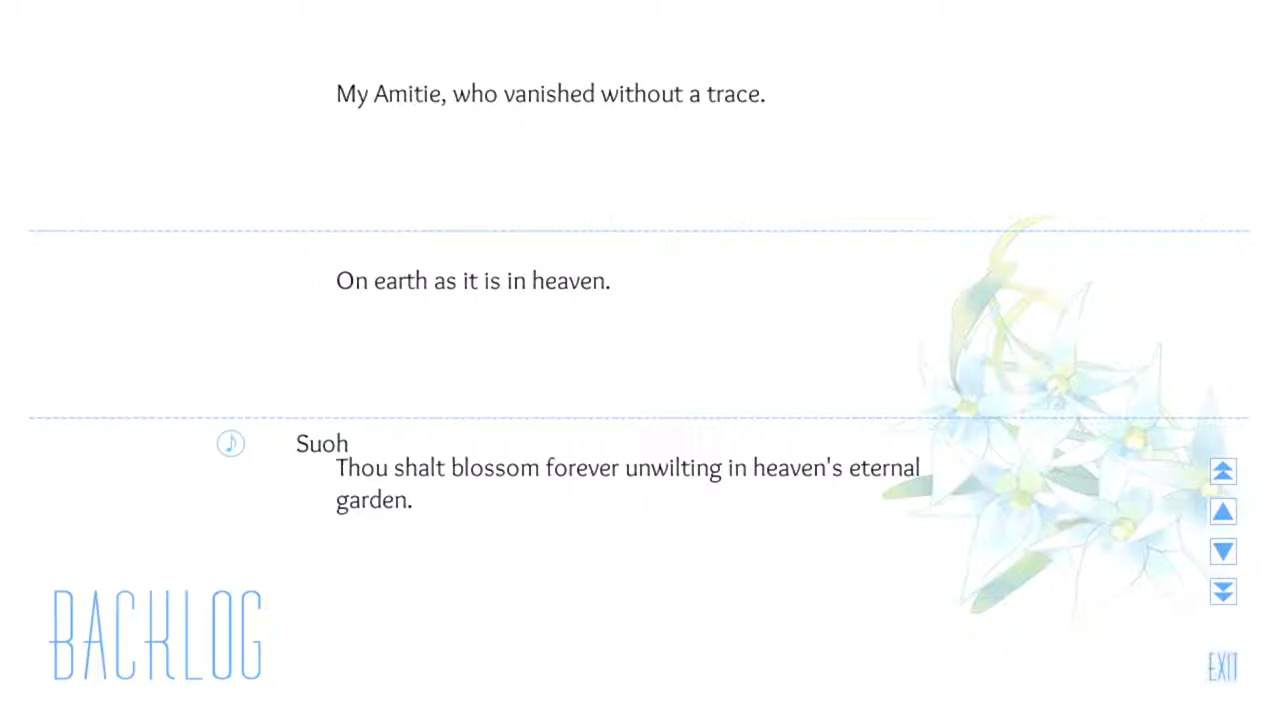 My Amitie, who vanished without a trace.
On earth as it is in heaven.
Suoh
Thou shalt blossom forever unwilting in heaven's eternal
garden.
BACKLOG
EXIT